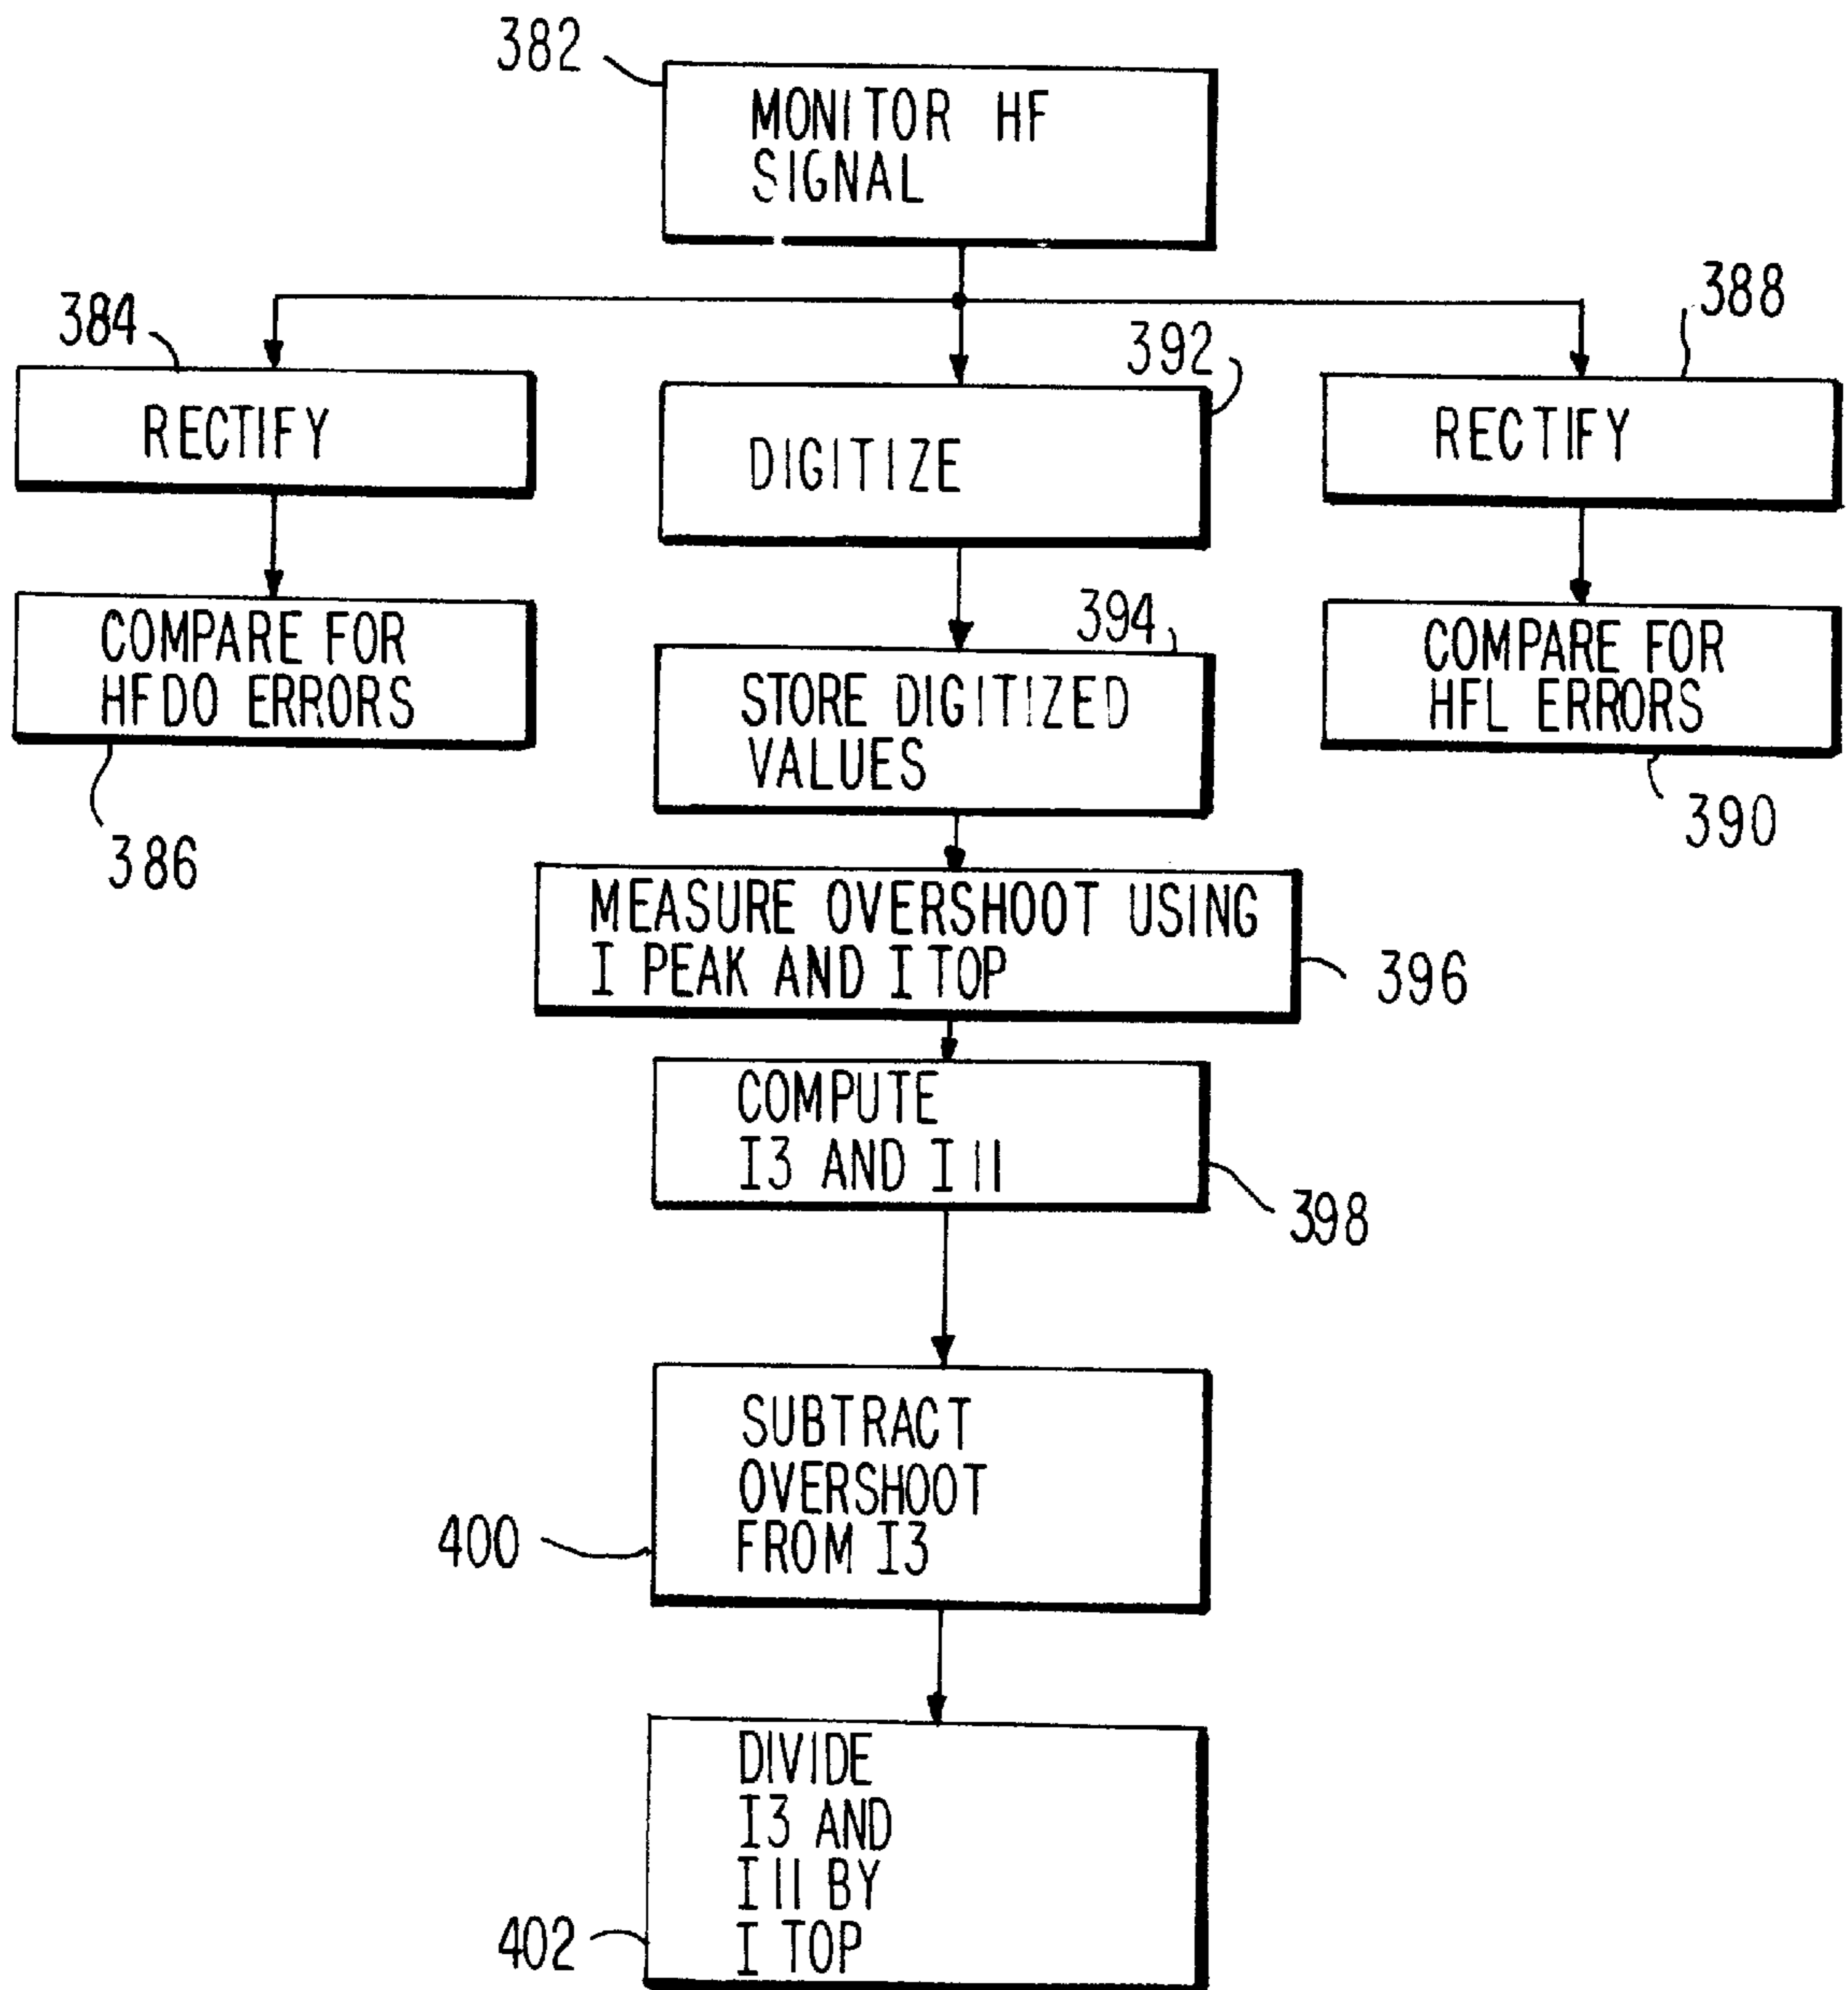 382
MONITOR HF
SIGNAL
384
388
392
RECTIFY
DIGITIZE
RECTIFY
COMPARE FOR
HFDO ERRORS
386
394
STORE DIGITIZED
VALUES
COMPARE FOR
HFL ERRORS
390
MEASURE OVERSHOOT USING
I PEAK AND I TOP
396
COMPUTE
I3 AND I11
398
SUBTRACT
OVERSHOOT
FROM I3
400
DIVIDE
I3 AND
I11 BY
I TOP
402